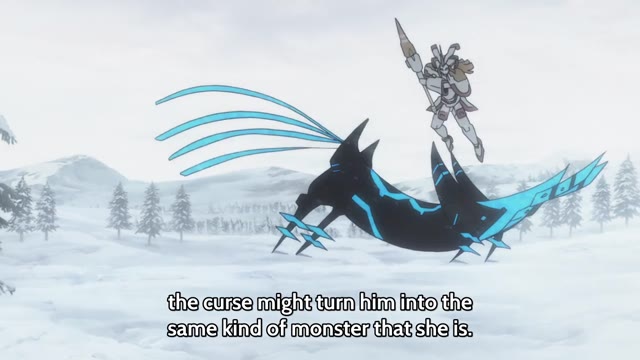 the curse might turn him into the
same kind of monster that she is.